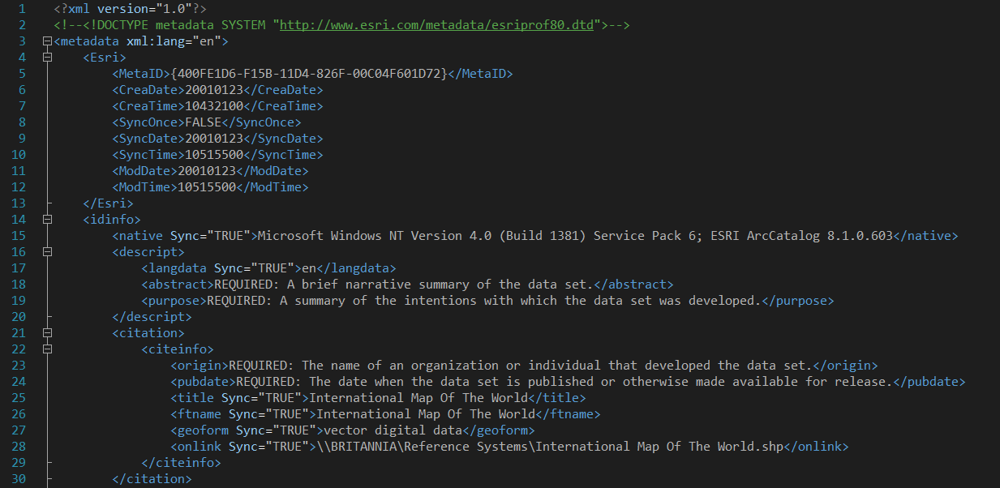 1 <?xml version="1.0"?>
2 <!--<!DOCTYPE metadata SYSTEM "http://www.esri.com/metadata/esriprof80.dtd">-->
3 <metadata xml:lang="en">
4 <Esri>
5 <MetaID>{400FE1D6-F15B-11D4-826F-00C04F601D72}</MetaID>
6 <CreaDate>20010123</CreaDate>
7 <CreaTime>10432100</CreaTime>
8 <SyncOnce>FALSE</SyncOnce>
9 <SyncDate>20010123</SyncDate>
10 <SyncTime>10515500</SyncTime>
11 <ModDate>20010123</ModDate>
12 <ModTime>10515500</ModTime>
13 </Esri>
14 <idinfo>
15 <native Sync="TRUE">Microsoft Windows NT Version 4.0 (Build 1381) Service Pack 6; ESRI ArcCatalog 8.1.0.603</native>
16 <descript>
17 <langdata Sync="TRUE">en</langdata>
18 <abstract>REQUIRED: A brief narrative summary of the data set.</abstract>
19 <purpose>REQUIRED: A summary of the intentions with which the data set was developed.</purpose>
20 </descript>
21 <citation>
22 <citeinfo>
23 <origin>REQUIRED: The name of an organization or individual that developed the data set.</origin>
24 <pubdate>REQUIRED: The date when the data set is published or otherwise made available for release.</pubdate>
25 <title Sync="TRUE">International Map Of The World</title>
26 <ftname Sync="TRUE">International Map Of The World</ftname>
27 <geoform Sync="TRUE">vector digital data</geoform>
28 <onlink Sync="TRUE">\\BRITANNIA\Reference Systems\International Map Of The World.shp</onlink>
29 </citeinfo>
30 </citation>